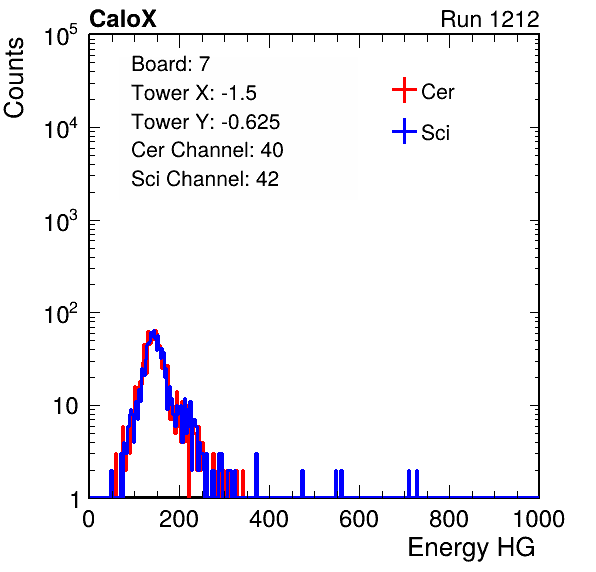 CaloX Run 1212
Counts
Board: 7
Tower X: -1.5
Tower Y: -0.625
Cer Channel: 40
Sci Channel: 42
Cer
Sci
10^5
10^4
10^3
10^2
10
1
0 200 400 600 800 1000
Energy HG